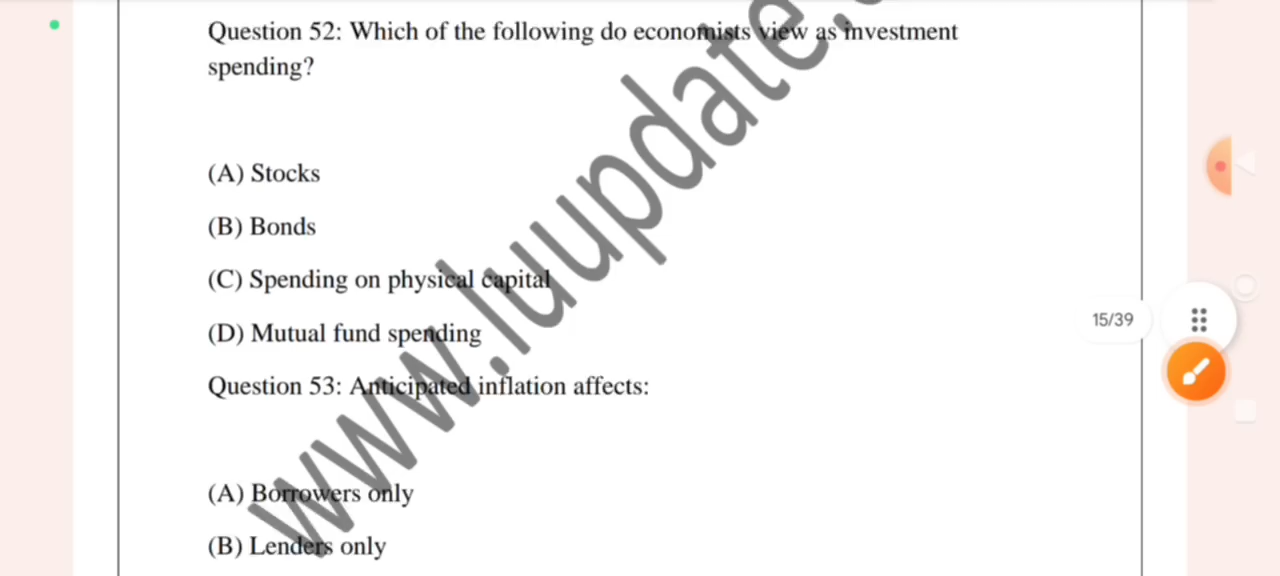 Question 52: Which of the following do economists view as investment
spending?
(A) Stocks
(B) Bonds
(C) Spending on physical capital
(D) Mutual fund spending
15/39
Question 53: Anticipated inflation affects:
(A) Borrowers only
(B) Lenders only
www.luupdate.